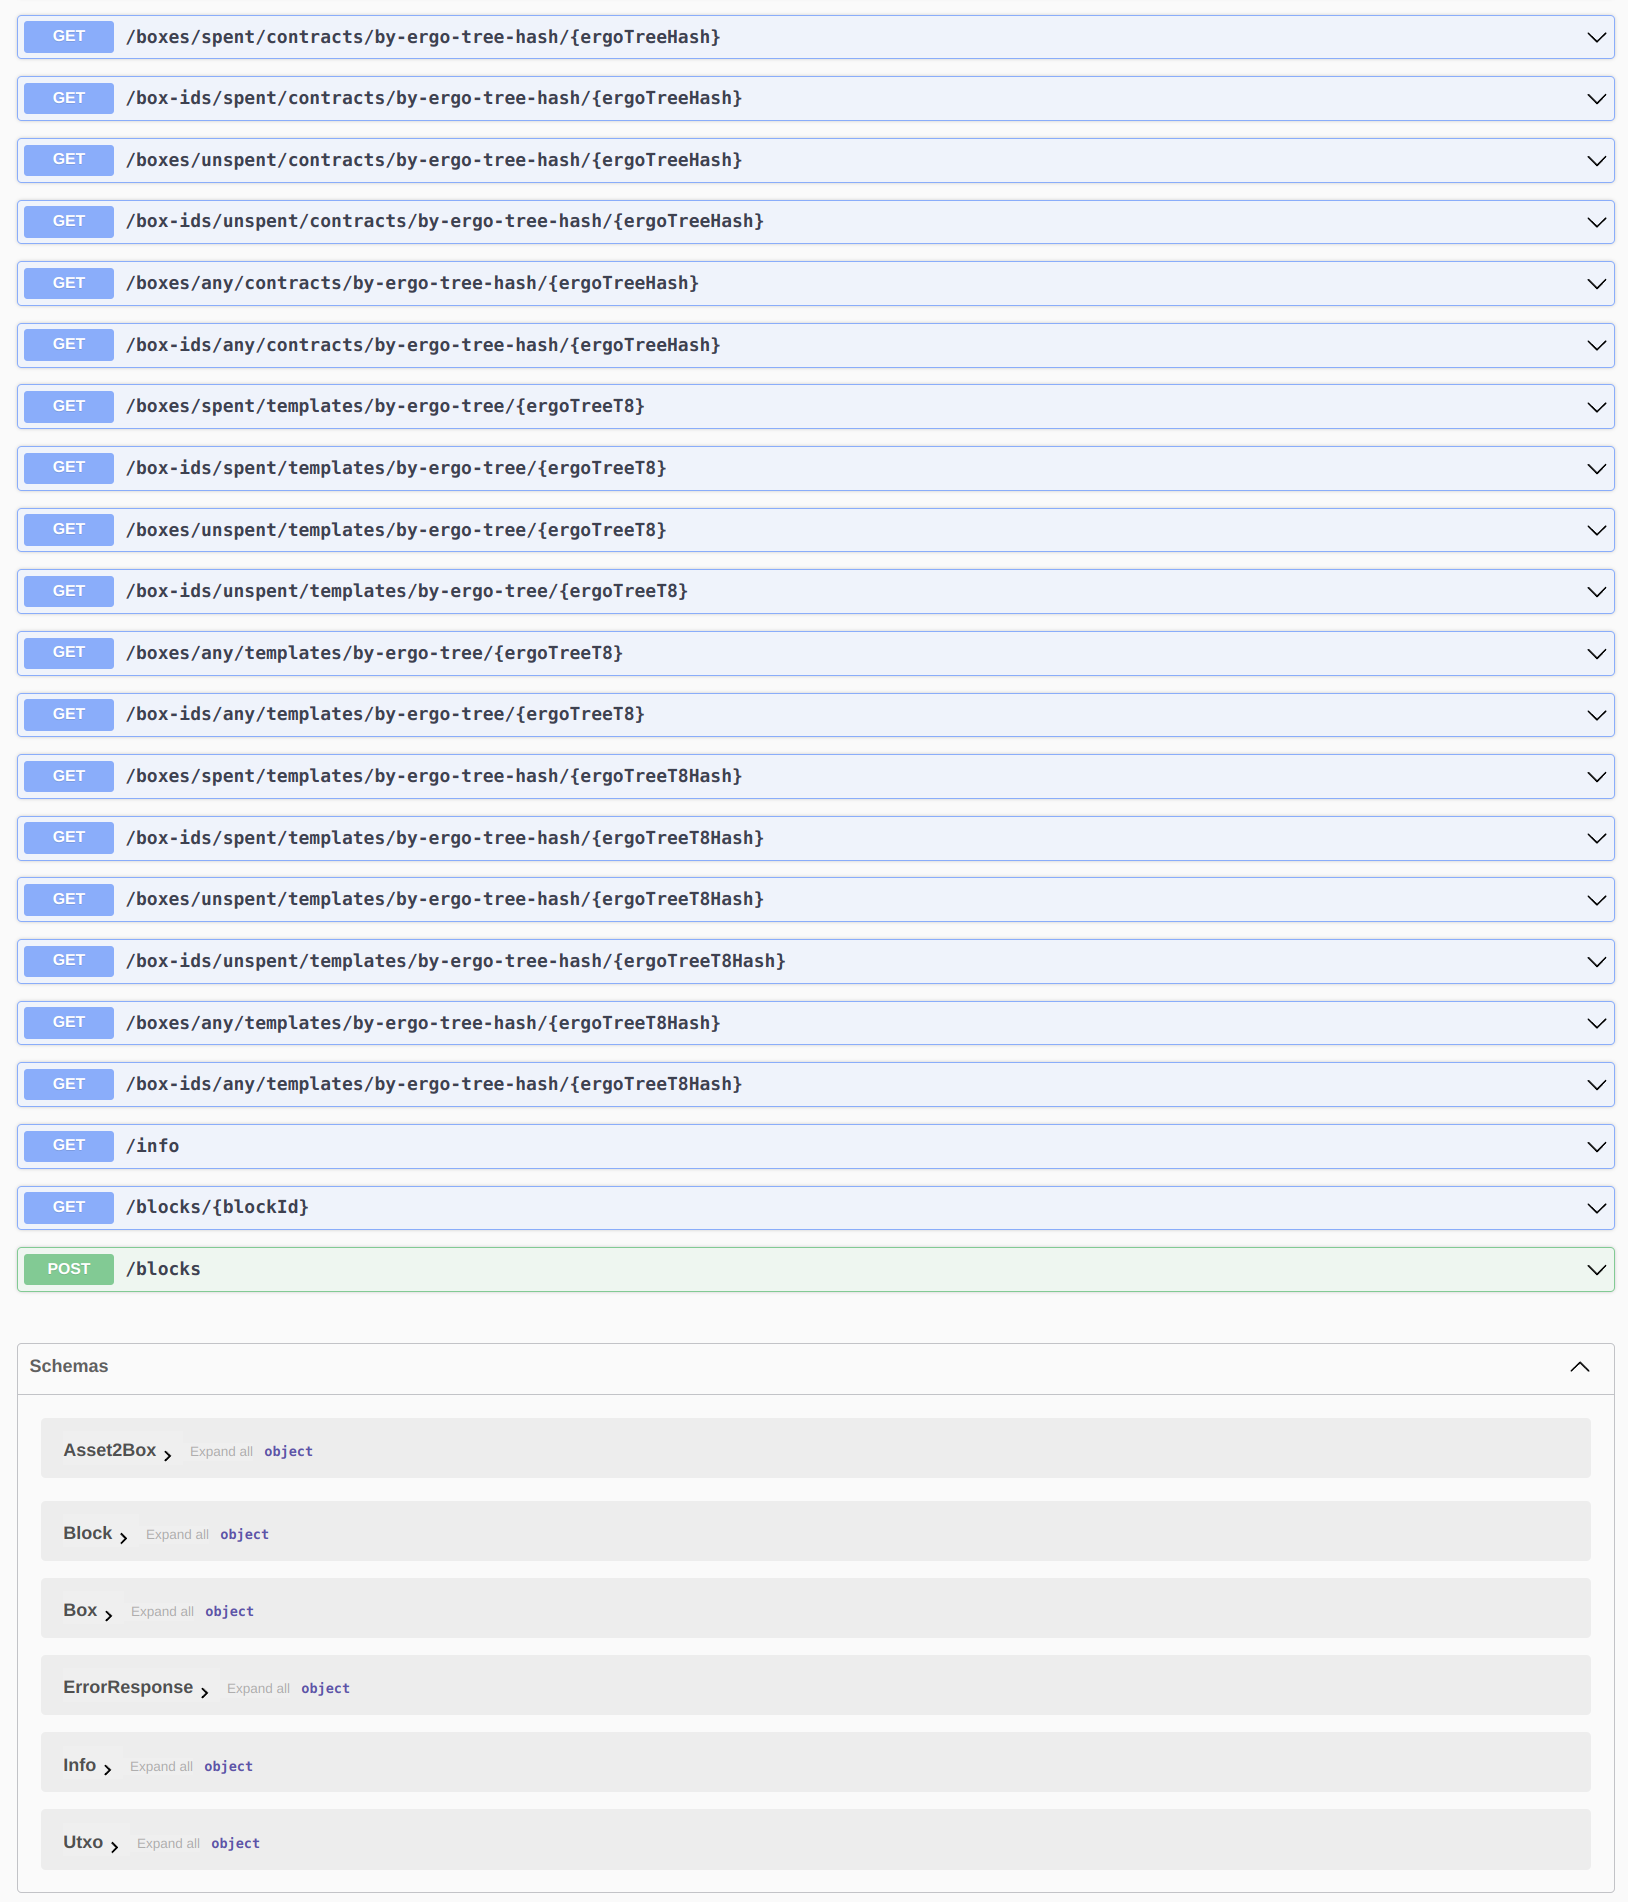 GET /boxes/spent/contracts/by-ergo-tree-hash/{ergoTreeHash}
GET /box-ids/spent/contracts/by-ergo-tree-hash/{ergoTreeHash}
GET /boxes/unspent/contracts/by-ergo-tree-hash/{ergoTreeHash}
GET /box-ids/unspent/contracts/by-ergo-tree-hash/{ergoTreeHash}
GET /boxes/any/contracts/by-ergo-tree-hash/{ergoTreeHash}
GET /box-ids/any/contracts/by-ergo-tree-hash/{ergoTreeHash}
GET /boxes/spent/templates/by-ergo-tree/{ergoTreeT8}
GET /box-ids/spent/templates/by-ergo-tree/{ergoTreeT8}
GET /boxes/unspent/templates/by-ergo-tree/{ergoTreeT8}
GET /box-ids/unspent/templates/by-ergo-tree/{ergoTreeT8}
GET /boxes/any/templates/by-ergo-tree/{ergoTreeT8}
GET /box-ids/any/templates/by-ergo-tree/{ergoTreeT8}
GET /boxes/spent/templates/by-ergo-tree-hash/{ergoTreeT8Hash}
GET /box-ids/spent/templates/by-ergo-tree-hash/{ergoTreeT8Hash}
GET /boxes/unspent/templates/by-ergo-tree-hash/{ergoTreeT8Hash}
GET /box-ids/unspent/templates/by-ergo-tree-hash/{ergoTreeT8Hash}
GET /boxes/any/templates/by-ergo-tree-hash/{ergoTreeT8Hash}
GET /box-ids/any/templates/by-ergo-tree-hash/{ergoTreeT8Hash}
GET /info
GET /blocks/{blockId}
POST /blocks
Schemas
Asset2Box Expand all object
Block Expand all object
Box Expand all object
ErrorResponse Expand all object
Info Expand all object
Utxo Expand all object